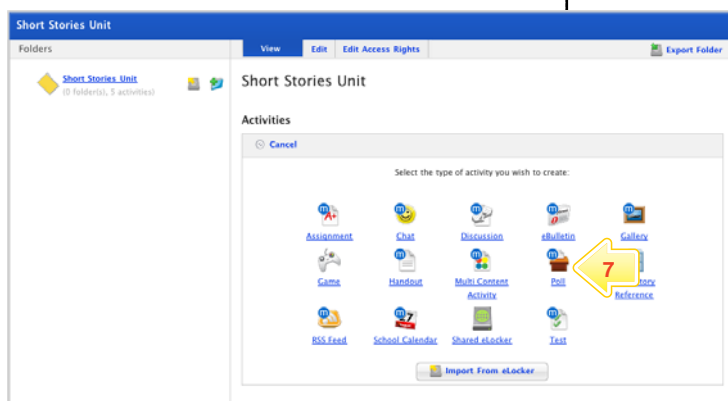 Short Stories Unit
Folders
View Edit Edit Access Rights Export Folder
Short Stories Unit
(0 folder(s), 5 activities)
Short Stories Unit
Activities
Cancel
Select the type of activity you wish to create:
Assignment Chat Discussion eBulletin Gallery
7
Game Handout Multi Content Activity Poll
Reference
RSS Feed School Calendar Shared eLocker Test
Import From eLocker